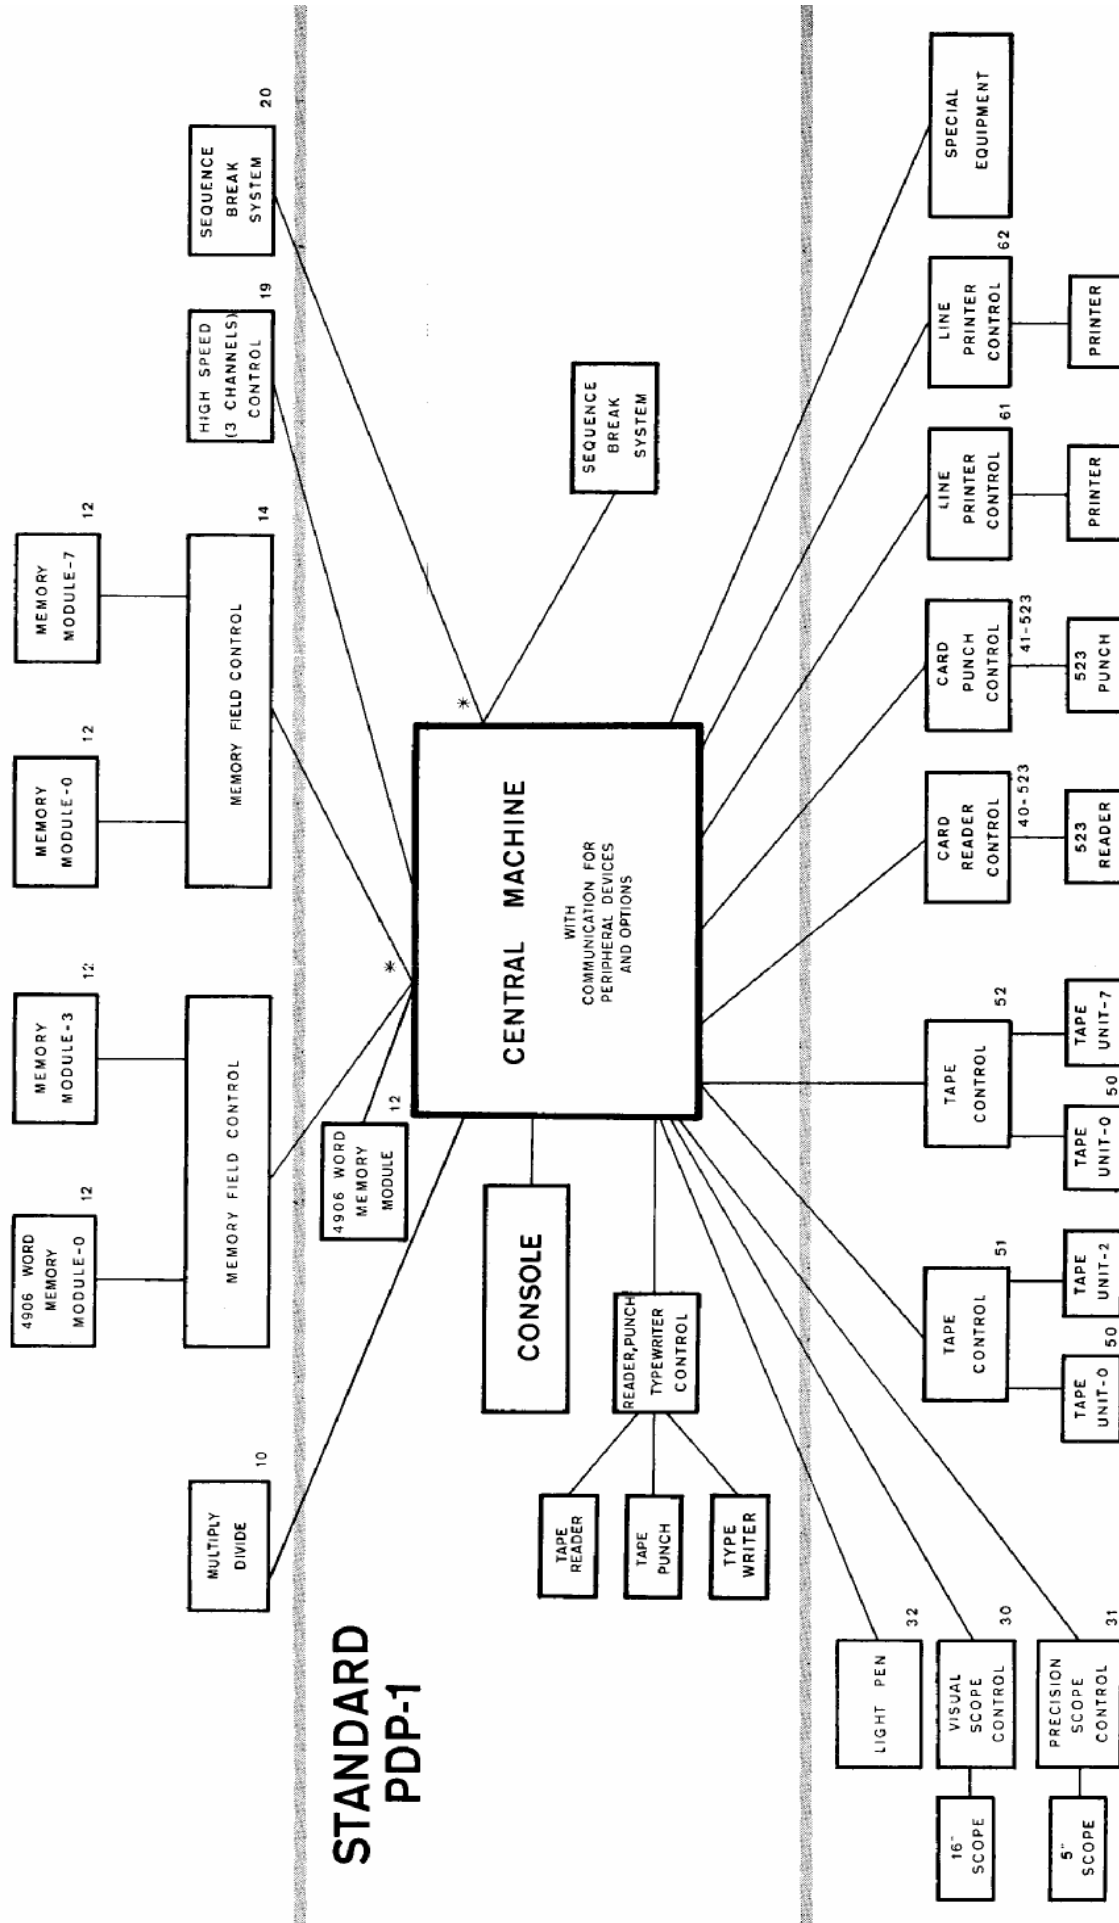 4906 WORD
MEMORY
MODULE-0
12
MEMORY
MODULE-3
12
MEMORY
MODULE-0
12
MEMORY
MODULE-7
12
MULTIPLY
DIVIDE
10
MEMORY FIELD CONTROL
MEMORY FIELD CONTROL
14
HIGH SPEED
(3 CHANNELS)
CONTROL
19
SEQUENCE
BREAK
SYSTEM
20
STANDARD
PDP-1
4906 WORD
MEMORY
MODULE
12
*
*
CONSOLE
CENTRAL MACHINE
WITH
COMMUNICATION FOR
PERIPHERAL DEVICES
AND OPTIONS
SEQUENCE
BREAK
SYSTEM
TAPE
READER
TAPE
PUNCH
TYPE
WRITER
READER,PUNCH
TYPEWRITER
CONTROL
LIGHT PEN
32
16"
SCOPE
VISUAL
SCOPE
CONTROL
30
5"
SCOPE
PRECISION
SCOPE
CONTROL
31
TAPE
CONTROL
51
TAPE
UNIT-0
50
TAPE
UNIT-2
TAPE
CONTROL
52
TAPE
UNIT-0
50
TAPE
UNIT-7
CARD
READER
CONTROL
40-523
523
READER
CARD
PUNCH
CONTROL
41-523
523
PUNCH
LINE
PRINTER
CONTROL
61
PRINTER
LINE
PRINTER
CONTROL
62
PRINTER
SPECIAL
EQUIPMENT